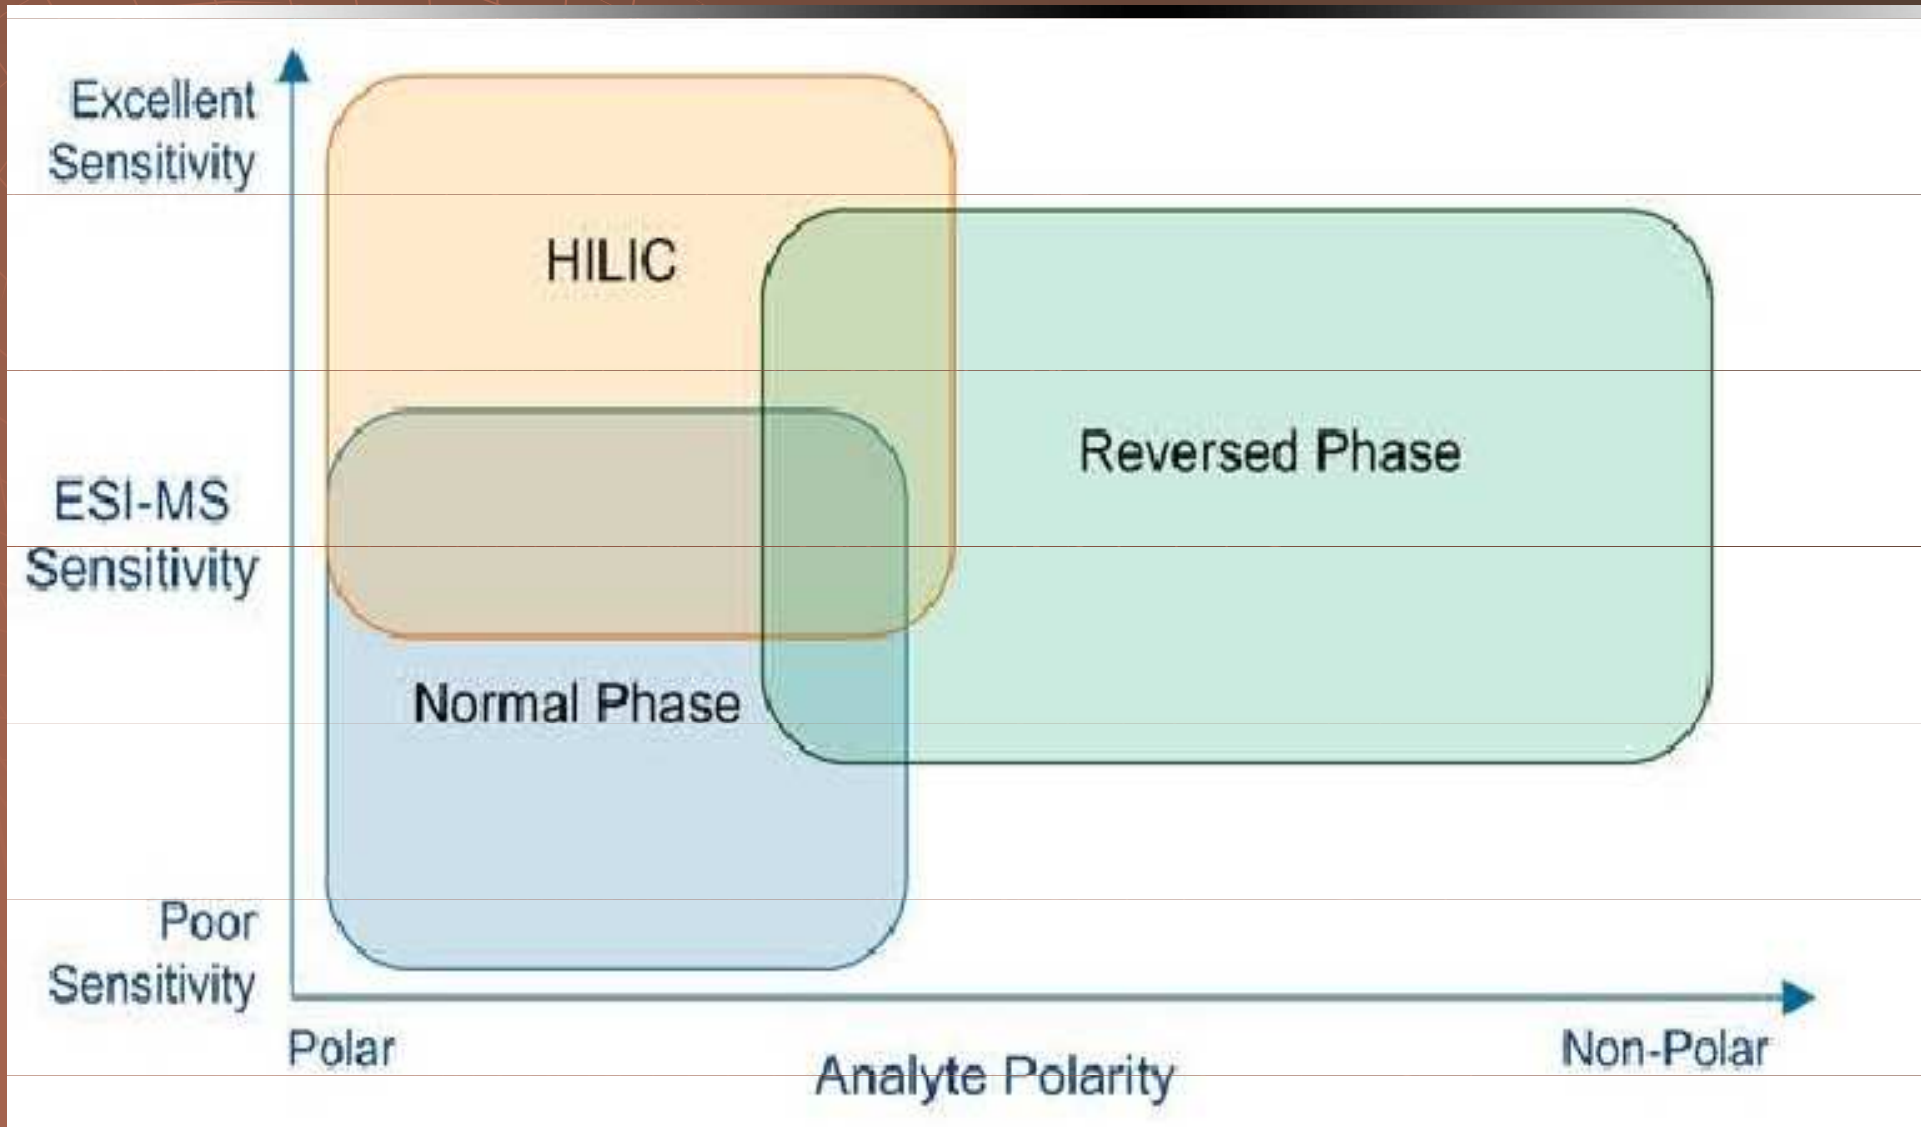 Excellent
Sensitivity
HILIC
Reversed Phase
ESI-MS
Sensitivity
Normal Phase
Poor
Sensitivity
Polar
Non-Polar
Analyte Polarity